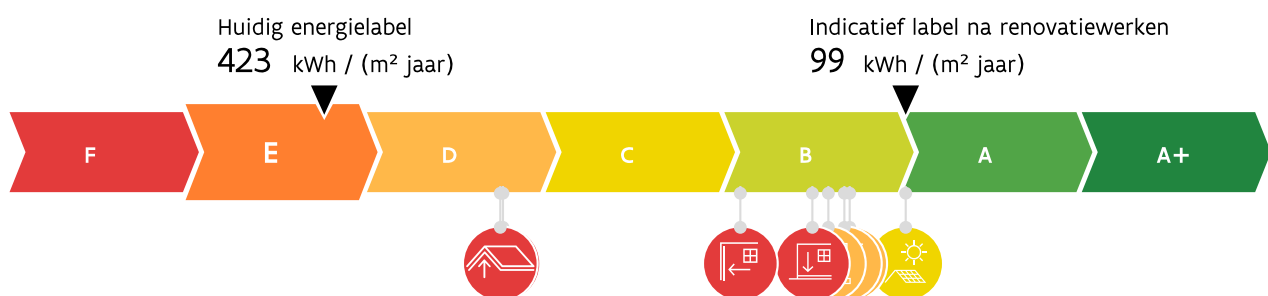 Huidig energielabel
423 kWh / (m² jaar)
Indicatief label na renovatiewerken
99 kWh / (m² jaar)
F E D C B A A+